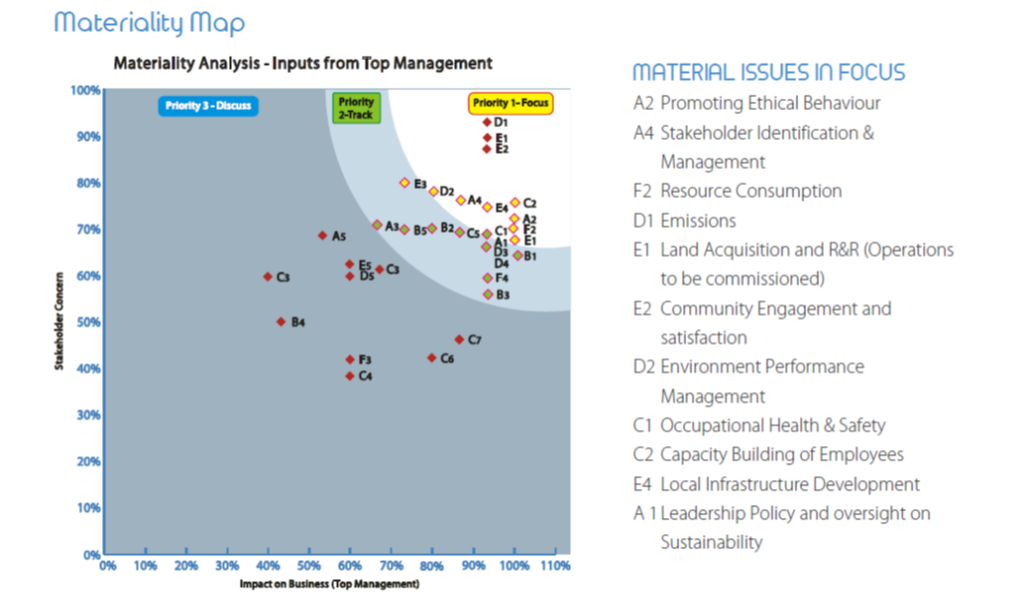 Materiality Map
Materiality Analysis - Inputs from Top Management
Priority 3 - Discuss
Priority
2-Track
Priority 1- Focus
Stakeholder Concern
100%
90%
80%
70%
60%
50%
40%
30%
20%
10%
0%
D1
E1
E2
E3
D2
A4
E4
C2
A2
F2
E1
A3
B5
B2
C5
C1
A1
D3
D4
B1
F4
B3
A5
E5
D5
C3
C3
B4
C7
C6
F3
C4
0% 10% 20% 30% 40% 50% 60% 70% 80% 90% 100% 110%
Impact on Business (Top Management)
MATERIAL ISSUES IN FOCUS
A2 Promoting Ethical Behaviour
A4 Stakeholder Identification &
Management
F2 Resource Consumption
D1 Emissions
E1 Land Acquisition and R&R (Operations
to be commissioned)
E2 Community Engagement and
satisfaction
D2 Environment Performance
Management
C1 Occupational Health & Safety
C2 Capacity Building of Employees
E4 Local Infrastructure Development
A 1 Leadership Policy and oversight on
Sustainability